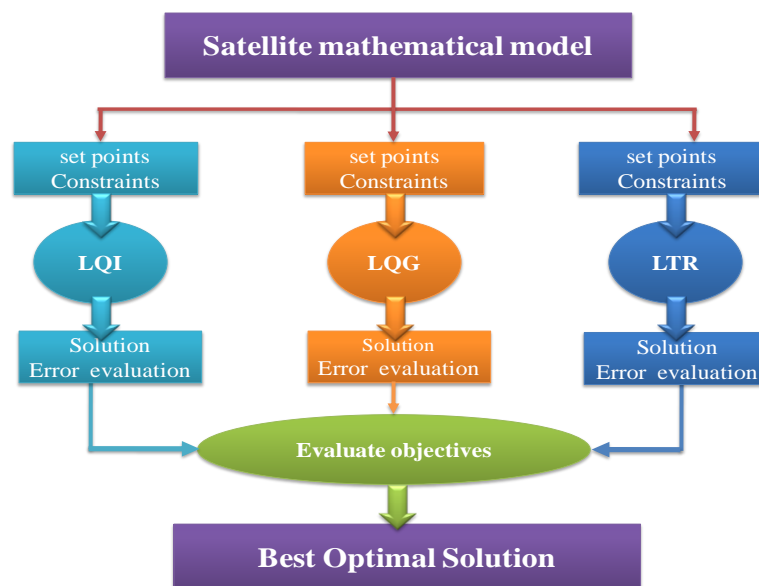 Satellite mathematical model
set points
Constraints
set points
Constraints
set points
Constraints
LQI
LQG
LTR
Solution
Error evaluation
Solution
Error evaluation
Solution
Error evaluation
Evaluate objectives
Best Optimal Solution